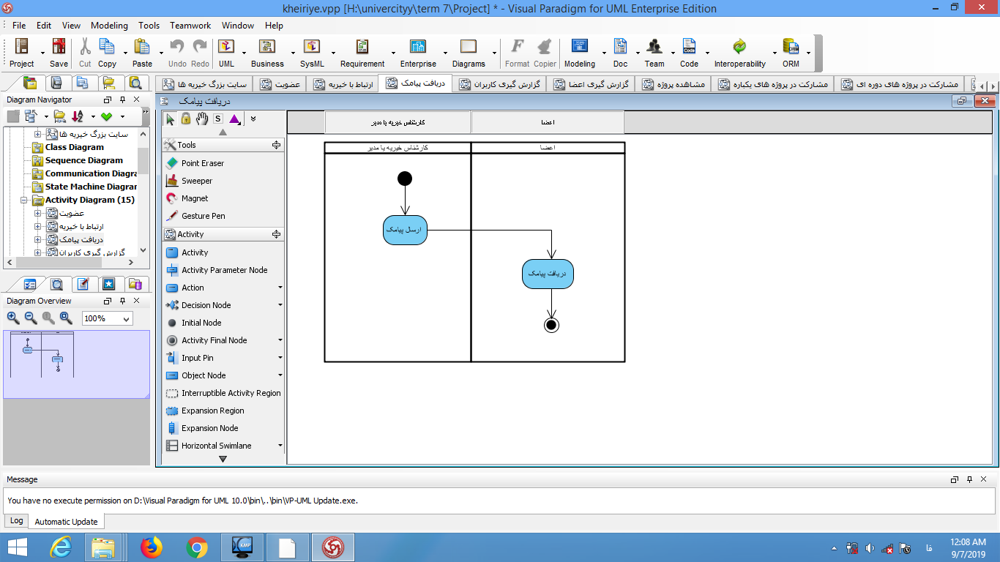 kheiriye.vpp [H:\univercityy\term 7\Project] * - Visual Paradigm for UML Enterprise Edition
File Edit View Modeling Tools Teamwork Window Help
Project Save Cut Copy Paste Undo Redo UML Business SysML Requirement Enterprise Diagrams Format Copier Modeling Doc Team Code Interoperability ORM
سایت بزرگ خیریه ها
عضویت
ارتباط با خیریه
دریافت پیامک
گزارش گیری کاربران
گزارش گیری اعضا
مشاهده پروژه
مشارکت در پروژه های یکباره
مشارکت در پروژه های دوره ای
Diagram Navigator
سایت بزرگ خیریه ها
Class Diagram
Sequence Diagram
Communication Diagra
State Machine Diagrar
Activity Diagram (15)
عضویت
ارتباط با خیریه
دریافت پیامک
گزارش گیری کاربران
Diagram Overview
100%
دریافت پیامک
S
Tools
Point Eraser
Sweeper
Magnet
Gesture Pen
Activity
Activity
Activity Parameter Node
Action
Decision Node
Initial Node
Activity Final Node
Input Pin
Object Node
Interruptible Activity Region
Expansion Region
Expansion Node
Horizontal Swimlane
کارشناس خیریه یا مدیر
اعضا
کارشناس خیریه یا مدیر
اعضا
ارسال پیامک
دریافت پیامک
Message
You have no execute permission on D:\Visual Paradigm for UML 10.0\bin\..\bin\VP-UML Update.exe.
Log Automatic Update
KMP
فا
12:08 AM
9/7/2019